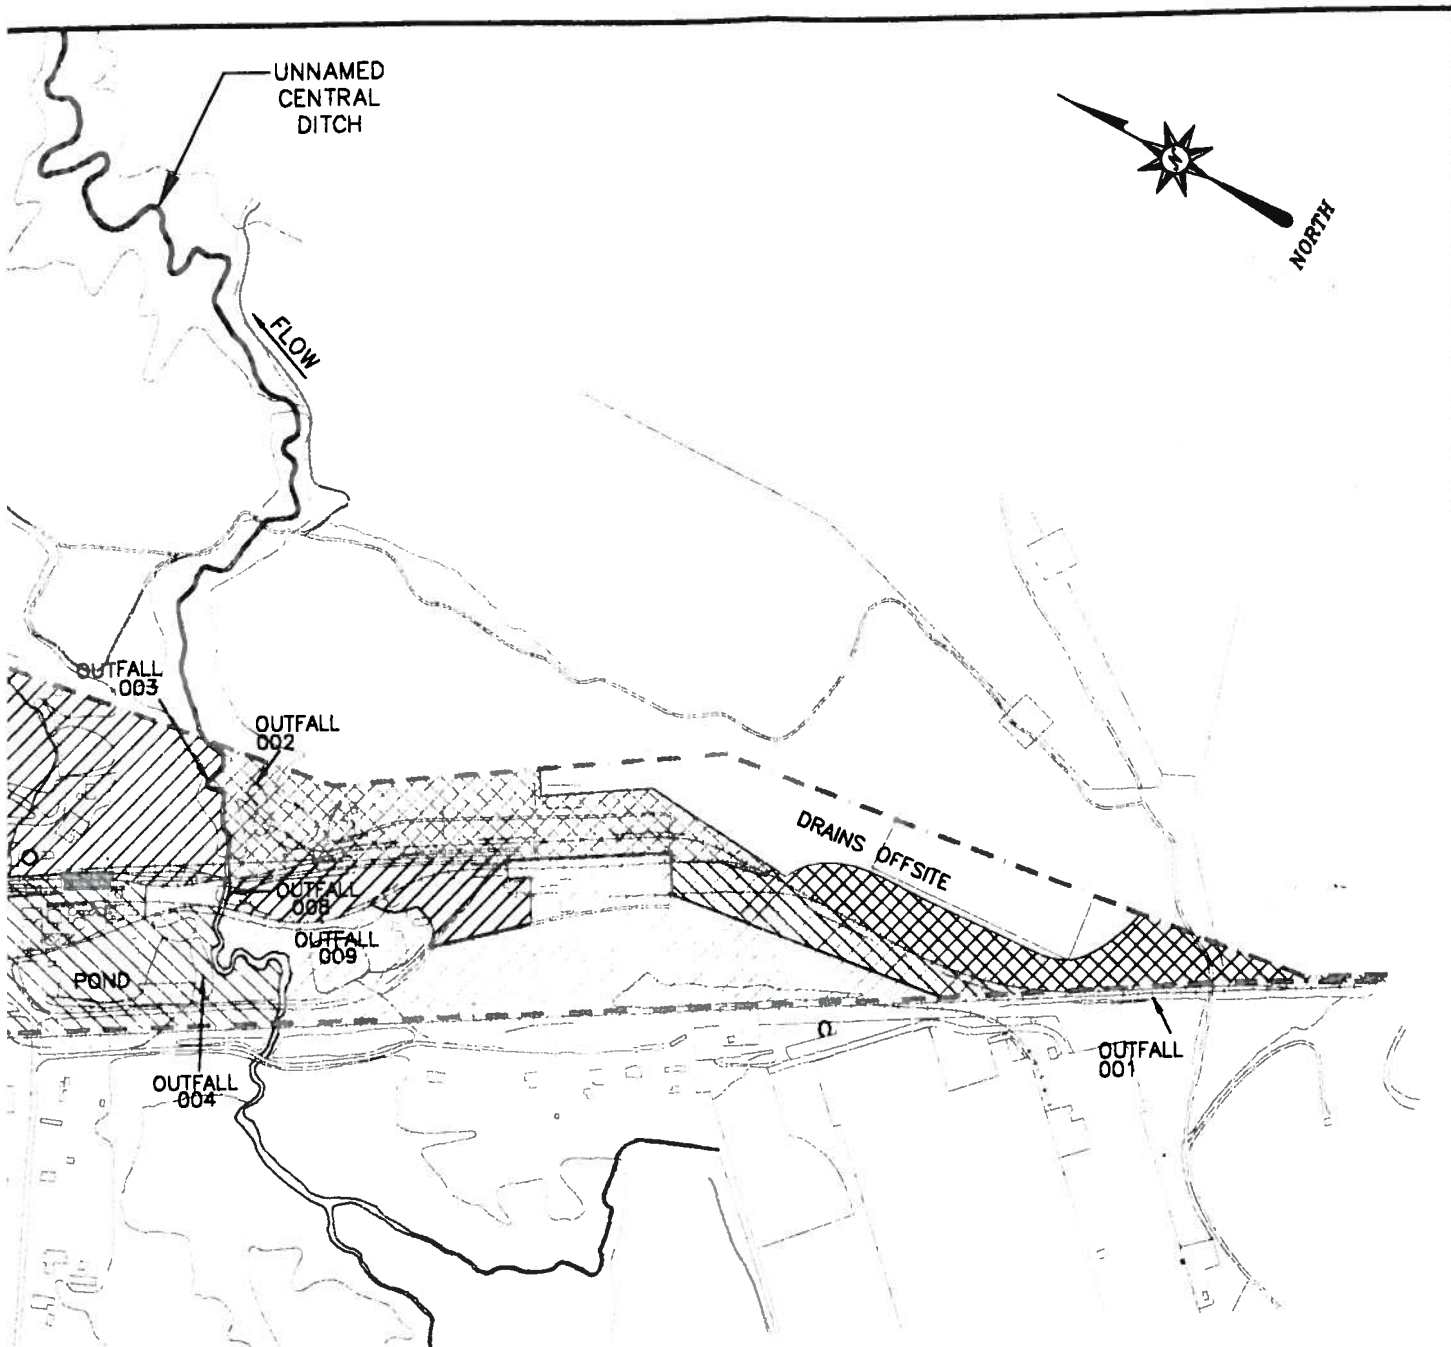 UNNAMED
CENTRAL
DITCH
N
NORTH
FLOW
OUTFALL
003
OUTFALL
002
DRAINS OFFSITE
OUTFALL
008
OUTFALL
009
POND
OUTFALL
001
OUTFALL
004